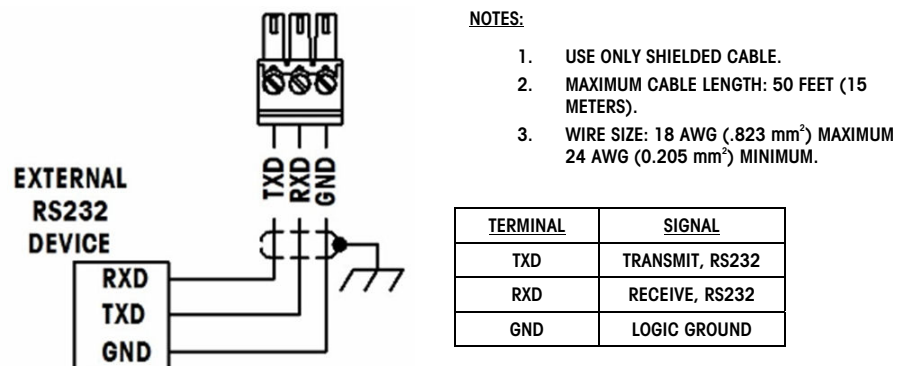 TXD
RXD
GND
EXTERNAL
RS232
DEVICE
RXD
TXD
GND
NOTES:
1. USE ONLY SHIELDED CABLE.
2. MAXIMUM CABLE LENGTH: 50 FEET (15
METERS).
3. WIRE SIZE: 18 AWG (.823 mm²) MAXIMUM
24 AWG (0.205 mm²) MINIMUM.
TERMINAL SIGNAL
TXD TRANSMIT, RS232
RXD RECEIVE, RS232
GND LOGIC GROUND